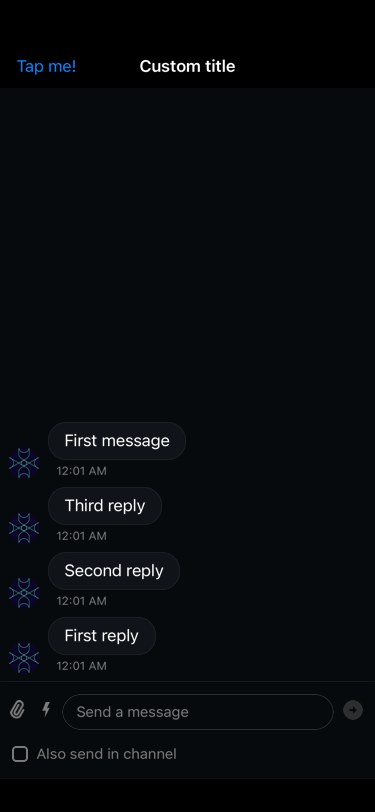 Tap me!
Custom title
First message
12:01 AM
Third reply
12:01 AM
Second reply
12:01 AM
First reply
12:01 AM
Send a message
Also send in channel